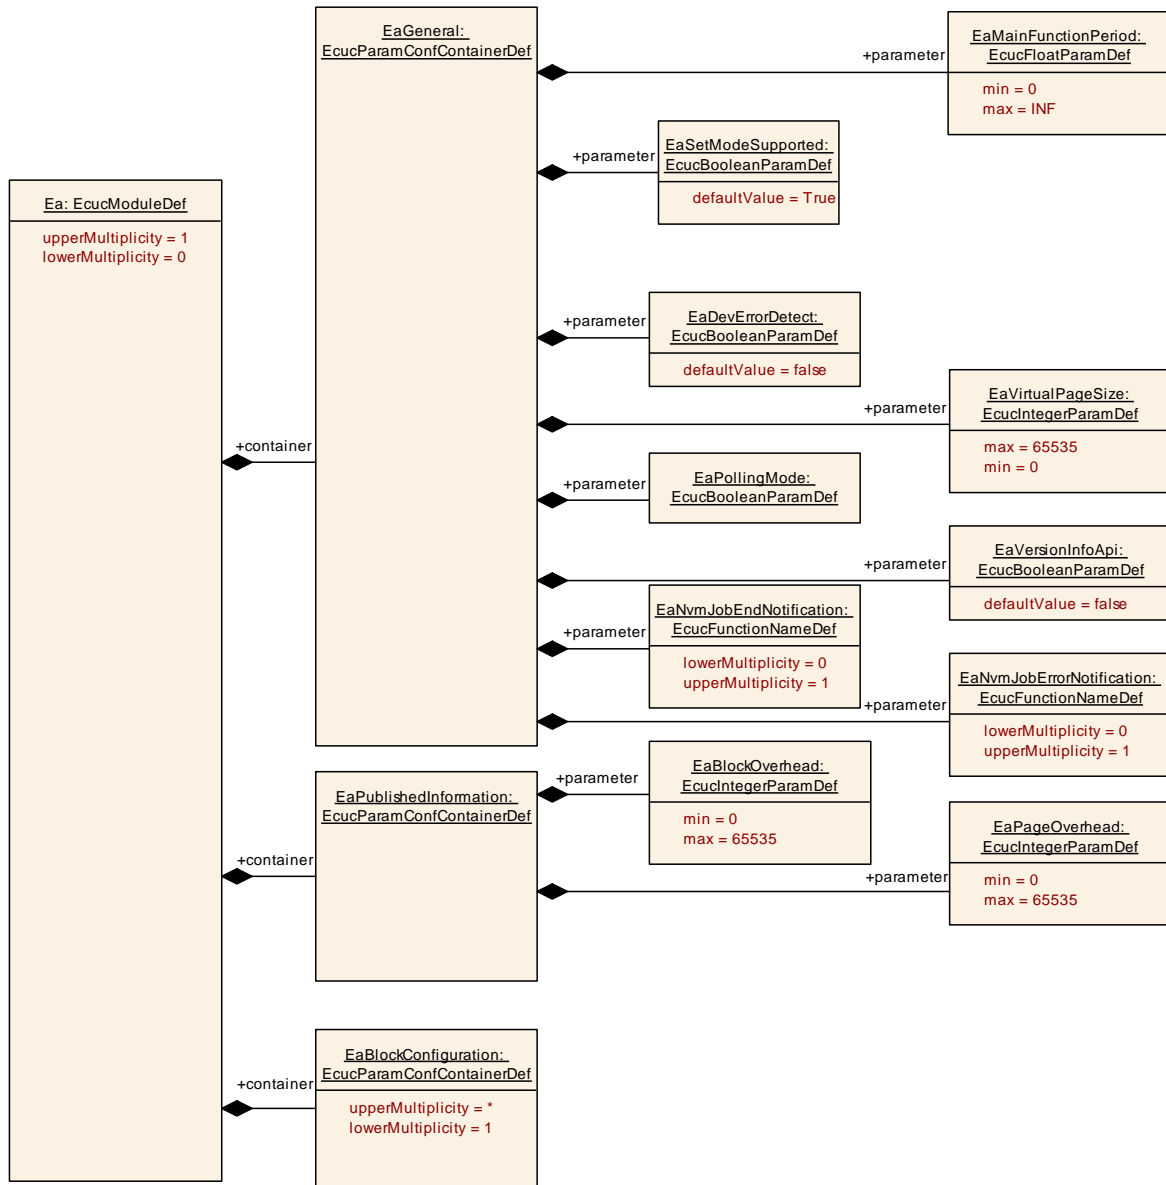 EaGeneral:
EcucParamConfContainerDef
EaMainFunctionPeriod:
EcucFloatParamDef
min = 0
max = INF
+parameter
EaSetModeSupported:
EcucBooleanParamDef
defaultValue = True
+parameter
Ea: EcucModuleDef
upperMultiplicity = 1
lowerMultiplicity = 0
EaDevErrorDetect:
EcucBooleanParamDef
defaultValue = false
+parameter
EaVirtualPageSize:
EcucIntegerParamDef
max = 65535
min = 0
+parameter
+container
EaPollingMode:
EcucBooleanParamDef
+parameter
EaVersionInfoApi:
EcucBooleanParamDef
defaultValue = false
+parameter
EaNvmJobEndNotification:
EcucFunctionNameDef
lowerMultiplicity = 0
upperMultiplicity = 1
+parameter
EaNvmJobErrorNotification:
EcucFunctionNameDef
lowerMultiplicity = 0
upperMultiplicity = 1
+parameter
EaPublishedInformation:
EcucParamConfContainerDef
+parameter
EaBlockOverhead:
EcucIntegerParamDef
min = 0
max = 65535
EaPageOverhead:
EcucIntegerParamDef
min = 0
max = 65535
+container
+parameter
EaBlockConfiguration:
EcucParamConfContainerDef
upperMultiplicity = *
lowerMultiplicity = 1
+container